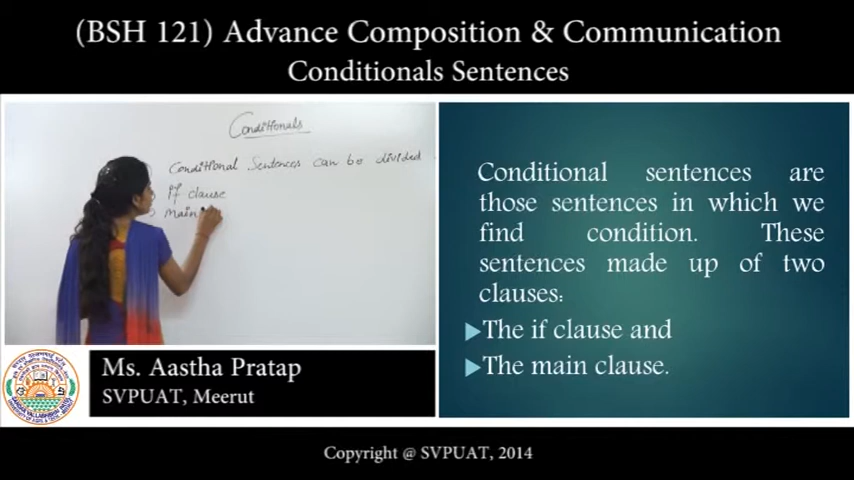 (BSH 121) Advance Composition & Communication
Conditionals Sentences
Conditionals
Conditional Sentences can be divided
If clause
main
Conditional sentences are
those sentences in which we
find condition. These
sentences made up of two
clauses:
The if clause and
The main clause.
Ms. Aastha Pratap
SVPUAT, Meerut
Copyright @ SVPUAT, 2014